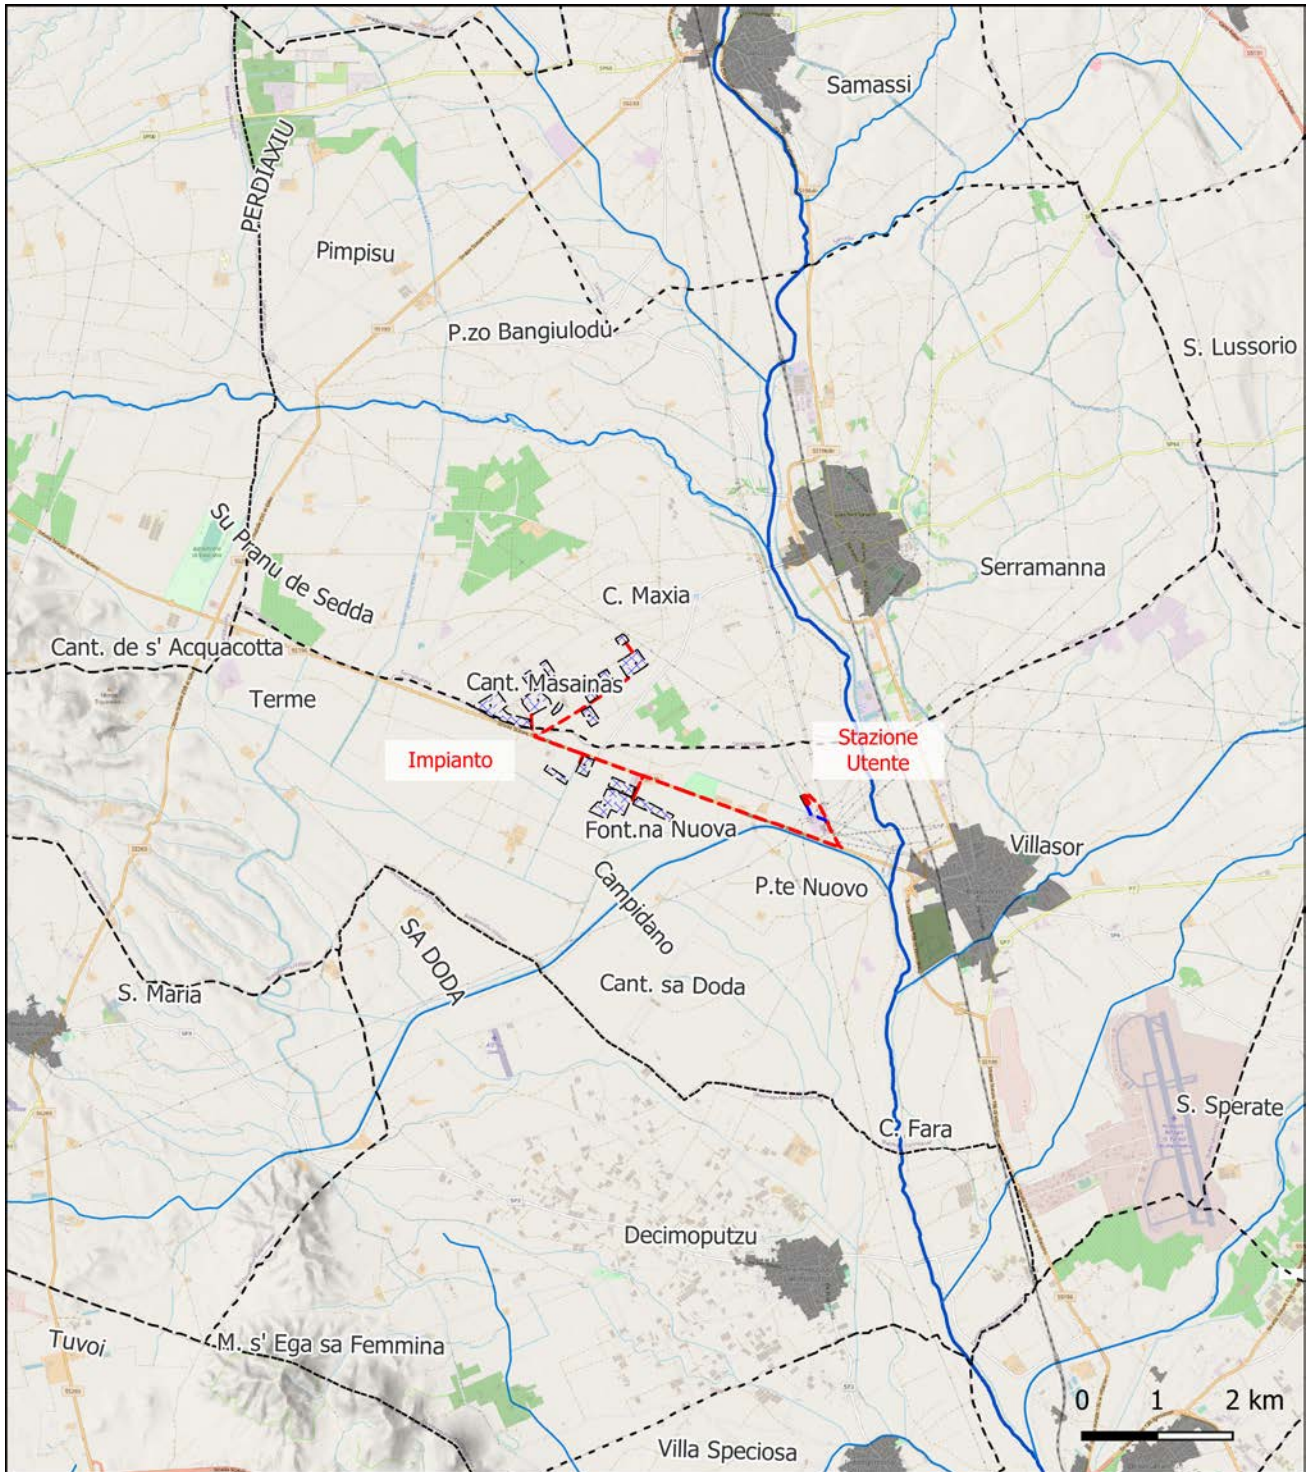 Samassi
PERDIAXIU
Pimpisu
P.zo Bangiulodu
S. Lussorio
Su Pranu de Sedda
C. Maxia
Serramanna
Cant. de s' Acquacotta
Terme
Cant. Masainas
Impianto
Stazione
Utente
Font.na Nuova
Villasor
P.te Nuovo
Campidano
SA DODA
Cant. sa Doda
S. Maria
S. Sperate
C. Fara
Decimoputzu
Tuvoi
M. s' Ega sa Femmina
Villa Speciosa
0 1 2 km